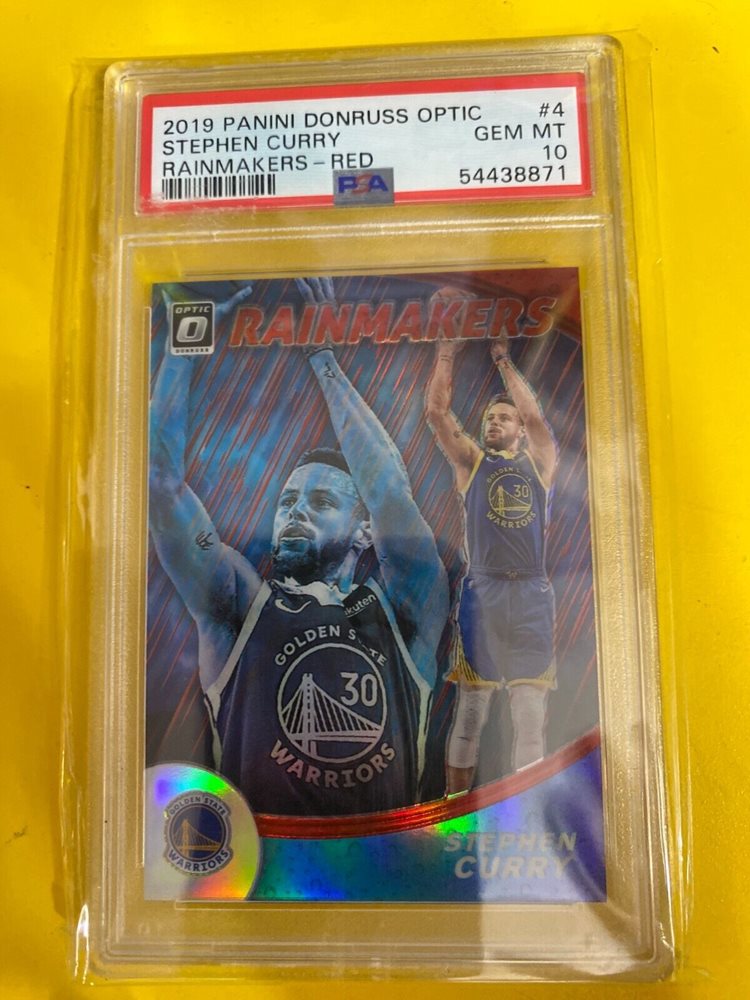 2019 PANINI DONRUSS OPTIC #4
STEPHEN CURRY GEM MT
RAINMAKERS - RED 10
PSA 54438871
OPTIC
O
DONRUSS
RAINMAKERS
GOLDEN STATE
30
WARRIORS
GOLDEN
30
WARRIORS
GOLDEN STATE
WARRIORS
STEPHEN
CURRY